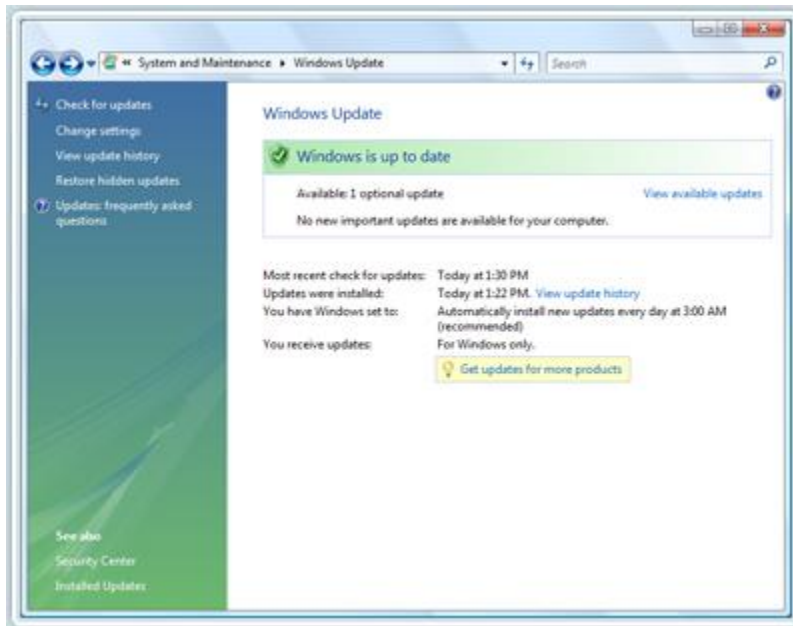 « System and Maintenance ▸ Windows Update
Search
Check for updates
Change settings
View update history
Restore hidden updates
Updates: frequently asked
questions
See also
Security Center
Installed Updates
Windows Update
Windows is up to date
Available: 1 optional update View available updates
No new important updates are available for your computer.
Most recent check for updates: Today at 1:30 PM
Updates were installed: Today at 1:22 PM. View update history
You have Windows set to: Automatically install new updates every day at 3:00 AM
(recommended)
You receive updates: For Windows only.
Get updates for more products